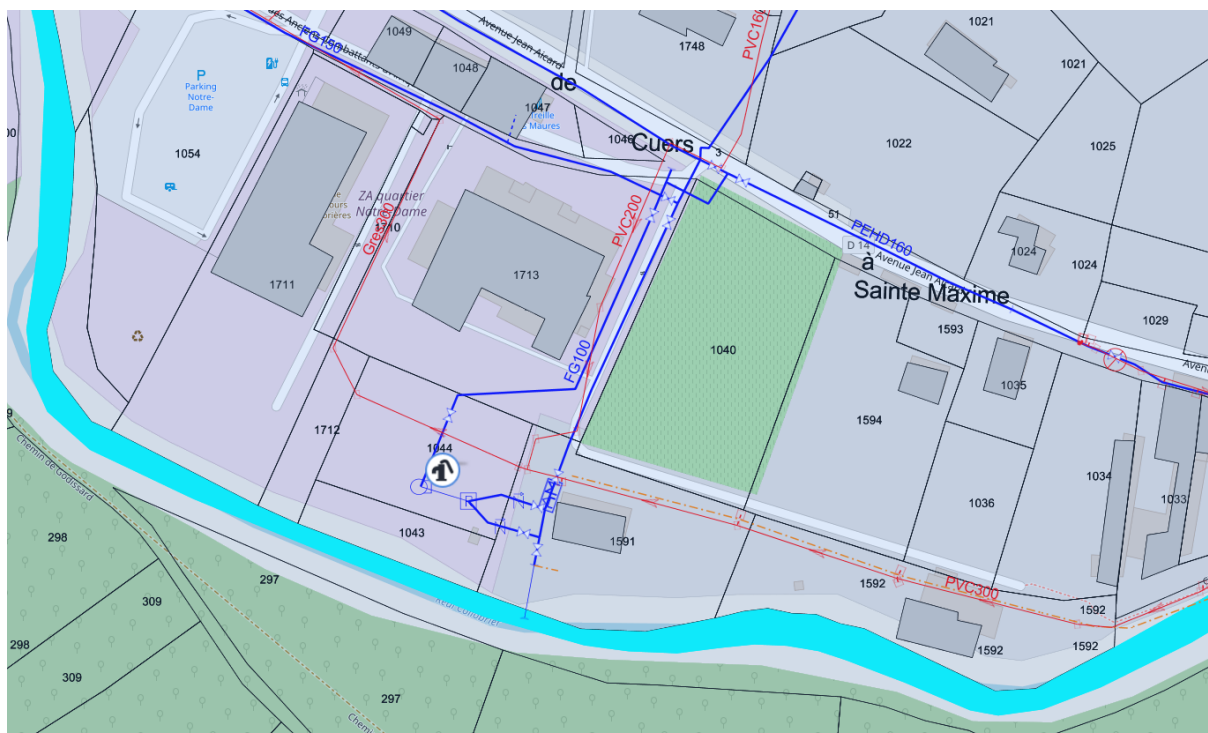 1021
1049
Avenue Jean Aicard
FG150
1748
PVC160
1021
1048
de
P
Parking
Notre-
Dame
1047
1054
1046
Cuers
3
1022
1025
ZA quartier
Notre-Dame
1710
Gres300
PVC200
51
PEHD160
D 14
Avenue Jean Aicard
1024
1024
à
Sainte Maxime
1711
1713
1593
1029
1040
1035
FG100
1594
1712
1044
1034
1033
1036
Chemin de Godissard
1043
1591
298
297
1592
PVC300
309
1592
298
1592
1592
309
297